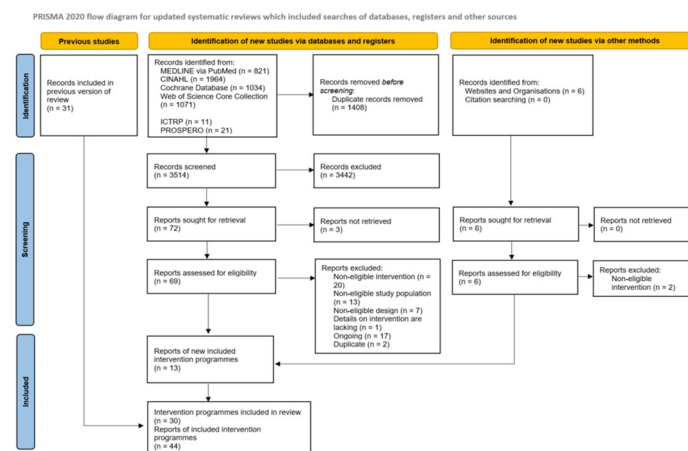 PRISMA 2020 flow diagram for updated systematic reviews which included searches of databases, registers and other sources
Previous studies
Identification of new studies via databases and registers
Identification of new studies via other methods
Identification
Records included in
previous version of
review
(n = 31)
Records identified from:
MEDLINE via PubMed (n = 821)
CINAHL (n = 1964)
Cochrane Database (n = 1034)
Web of Science Core Collection
(n = 1071)
ICTRP (n = 11)
PROSPERO (n = 21)
Records removed before
screening:
Duplicate records removed
(n = 1408)
Records identified from:
Websites and Organisations (n = 6)
Citation searching (n = 0)
Screening
Records screened
(n = 3514)
Records excluded
(n = 3442)
Reports sought for retrieval
(n = 72)
Reports not retrieved
(n = 3)
Reports sought for retrieval
(n = 6)
Reports not retrieved
(n = 0)
Reports assessed for eligibility
(n = 69)
Reports excluded:
Non-eligible intervention (n =
20)
Non-eligible study population
(n = 13)
Non-eligible design (n = 7)
Details on intervention are
lacking (n = 1)
Ongoing (n = 17)
Duplicate (n = 2)
Reports assessed for eligibility
(n = 6)
Reports excluded:
Non-eligible
intervention (n = 2)
Included
Reports of new included
intervention programmes
(n = 13)
Intervention programmes included in review
(n = 30)
Reports of included intervention
programmes
(n = 44)